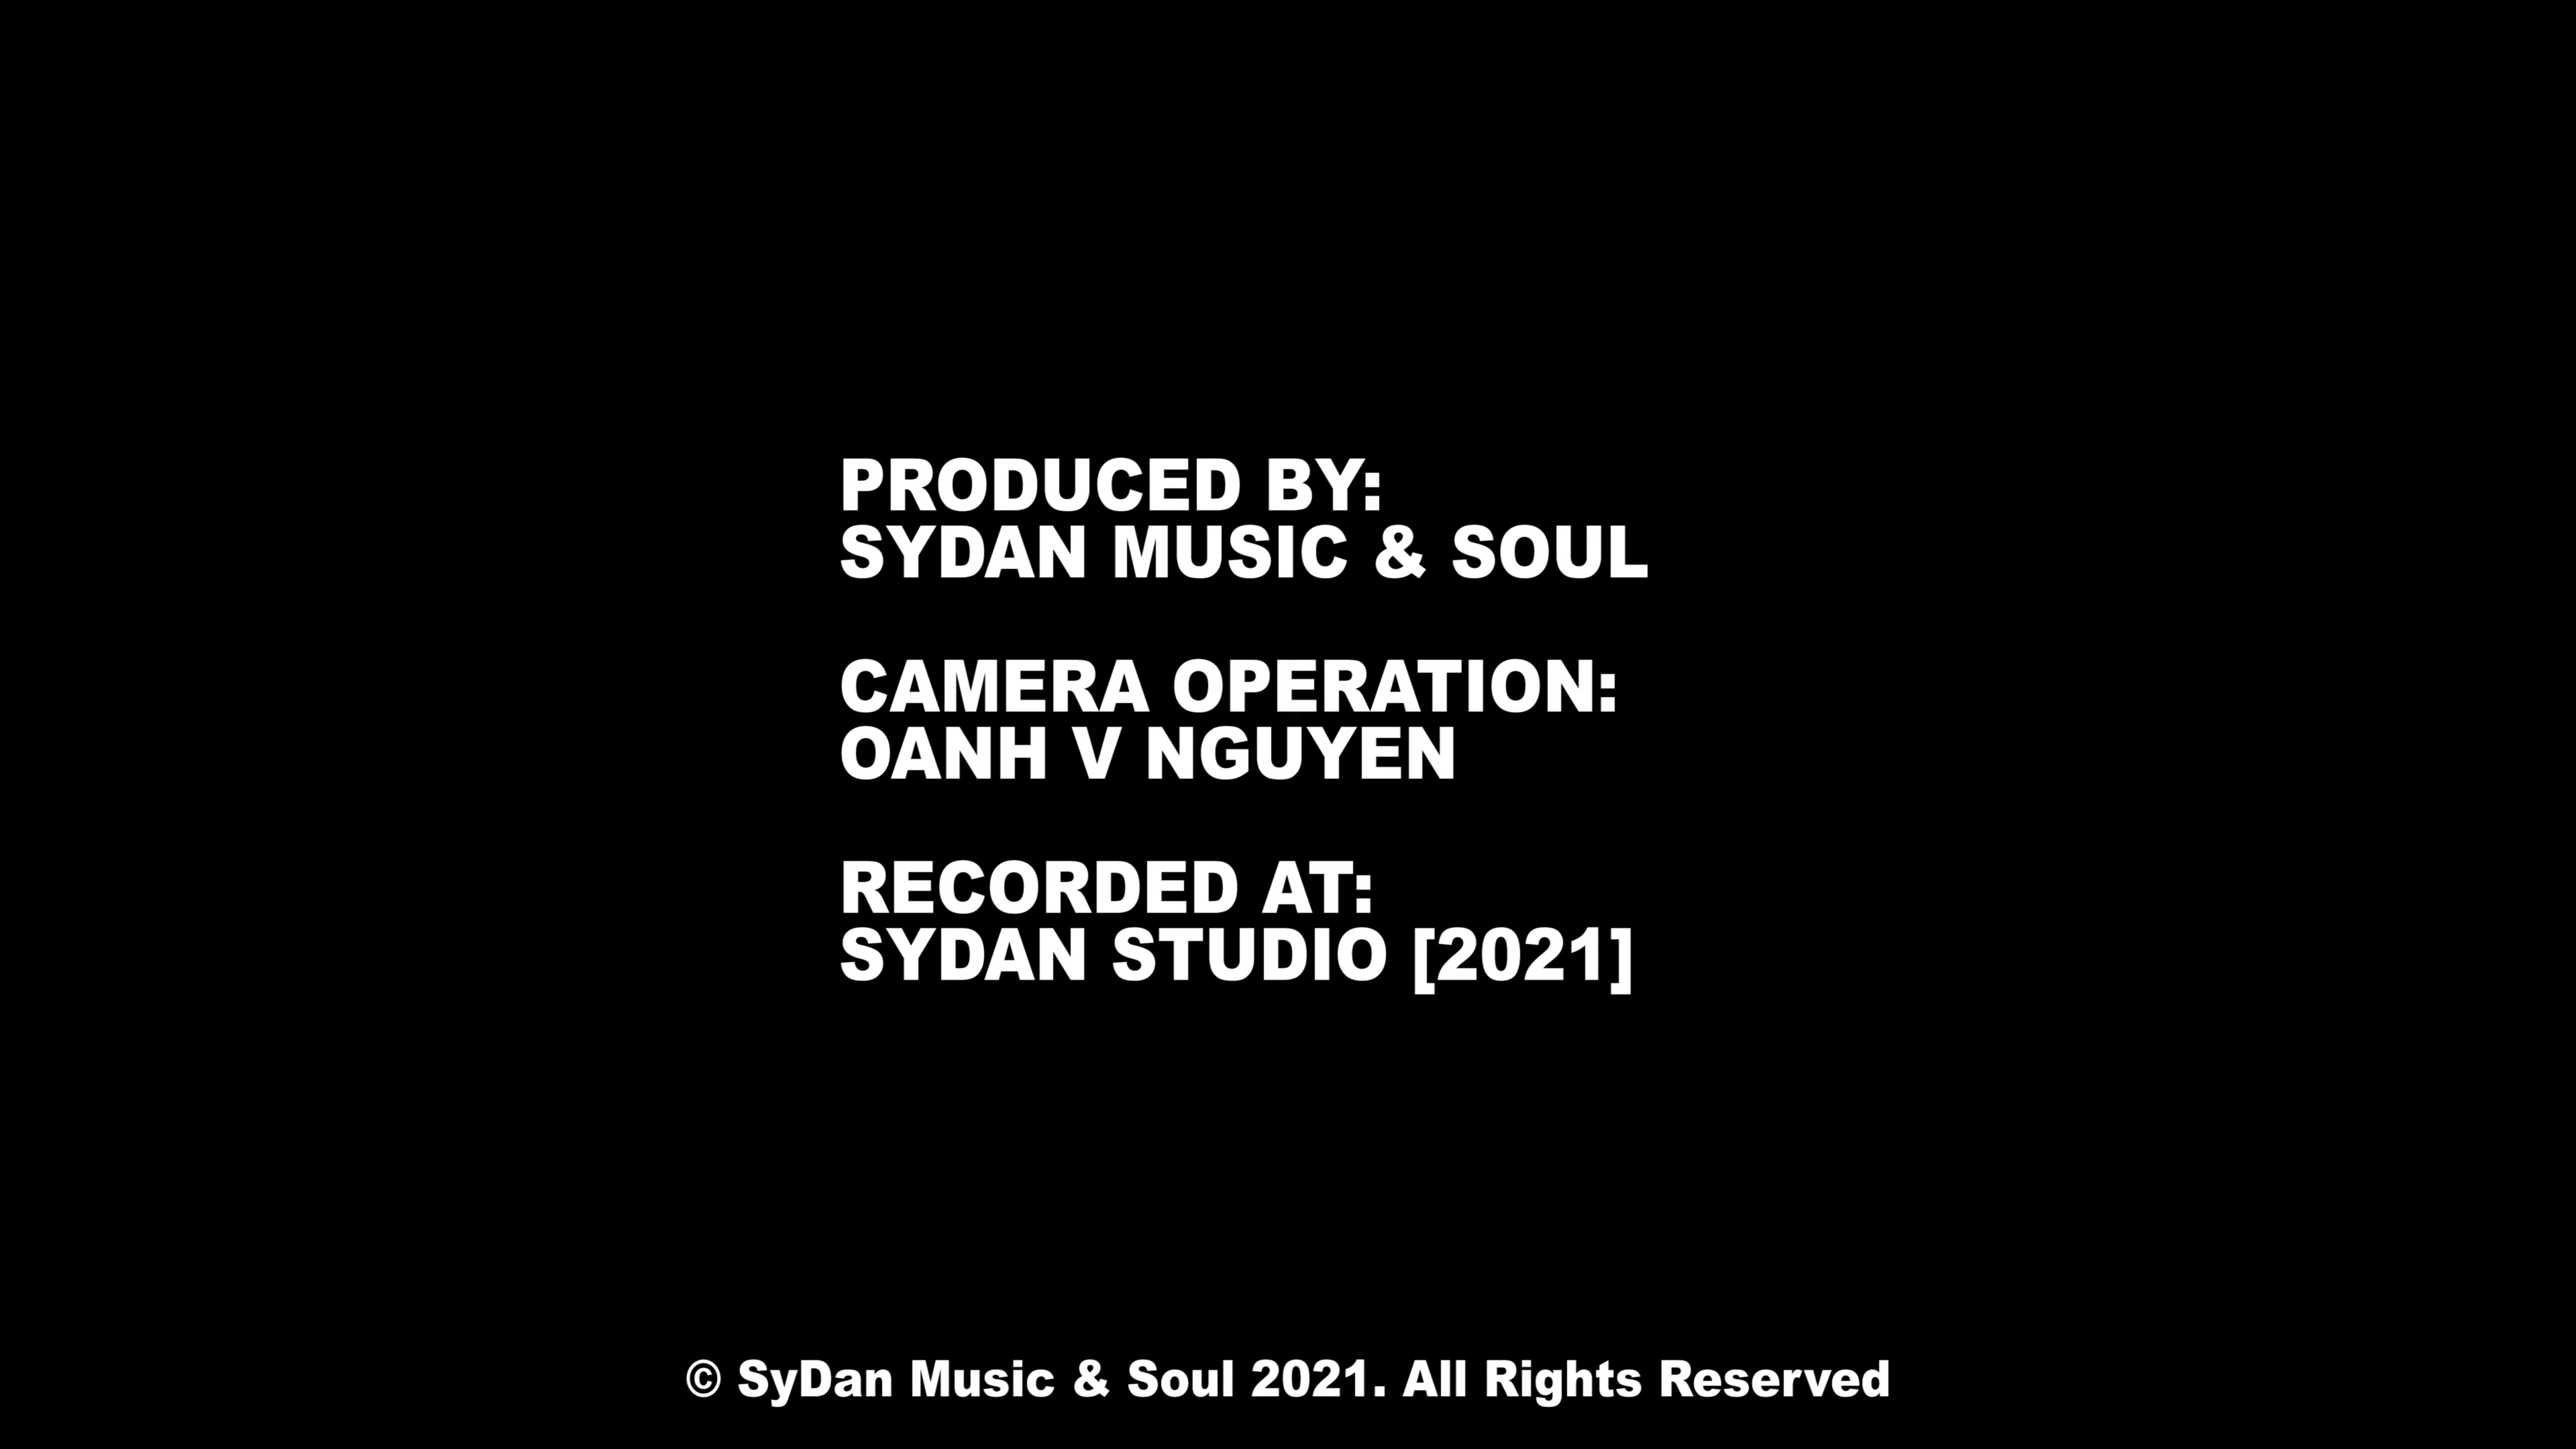 PRODUCED BY:
SYDAN MUSIC & SOUL
CAMERA OPERATION:
OANH V NGUYEN
RECORDED AT:
SYDAN STUDIO [2021]
© SyDan Music & Soul 2021. All Rights Reserved